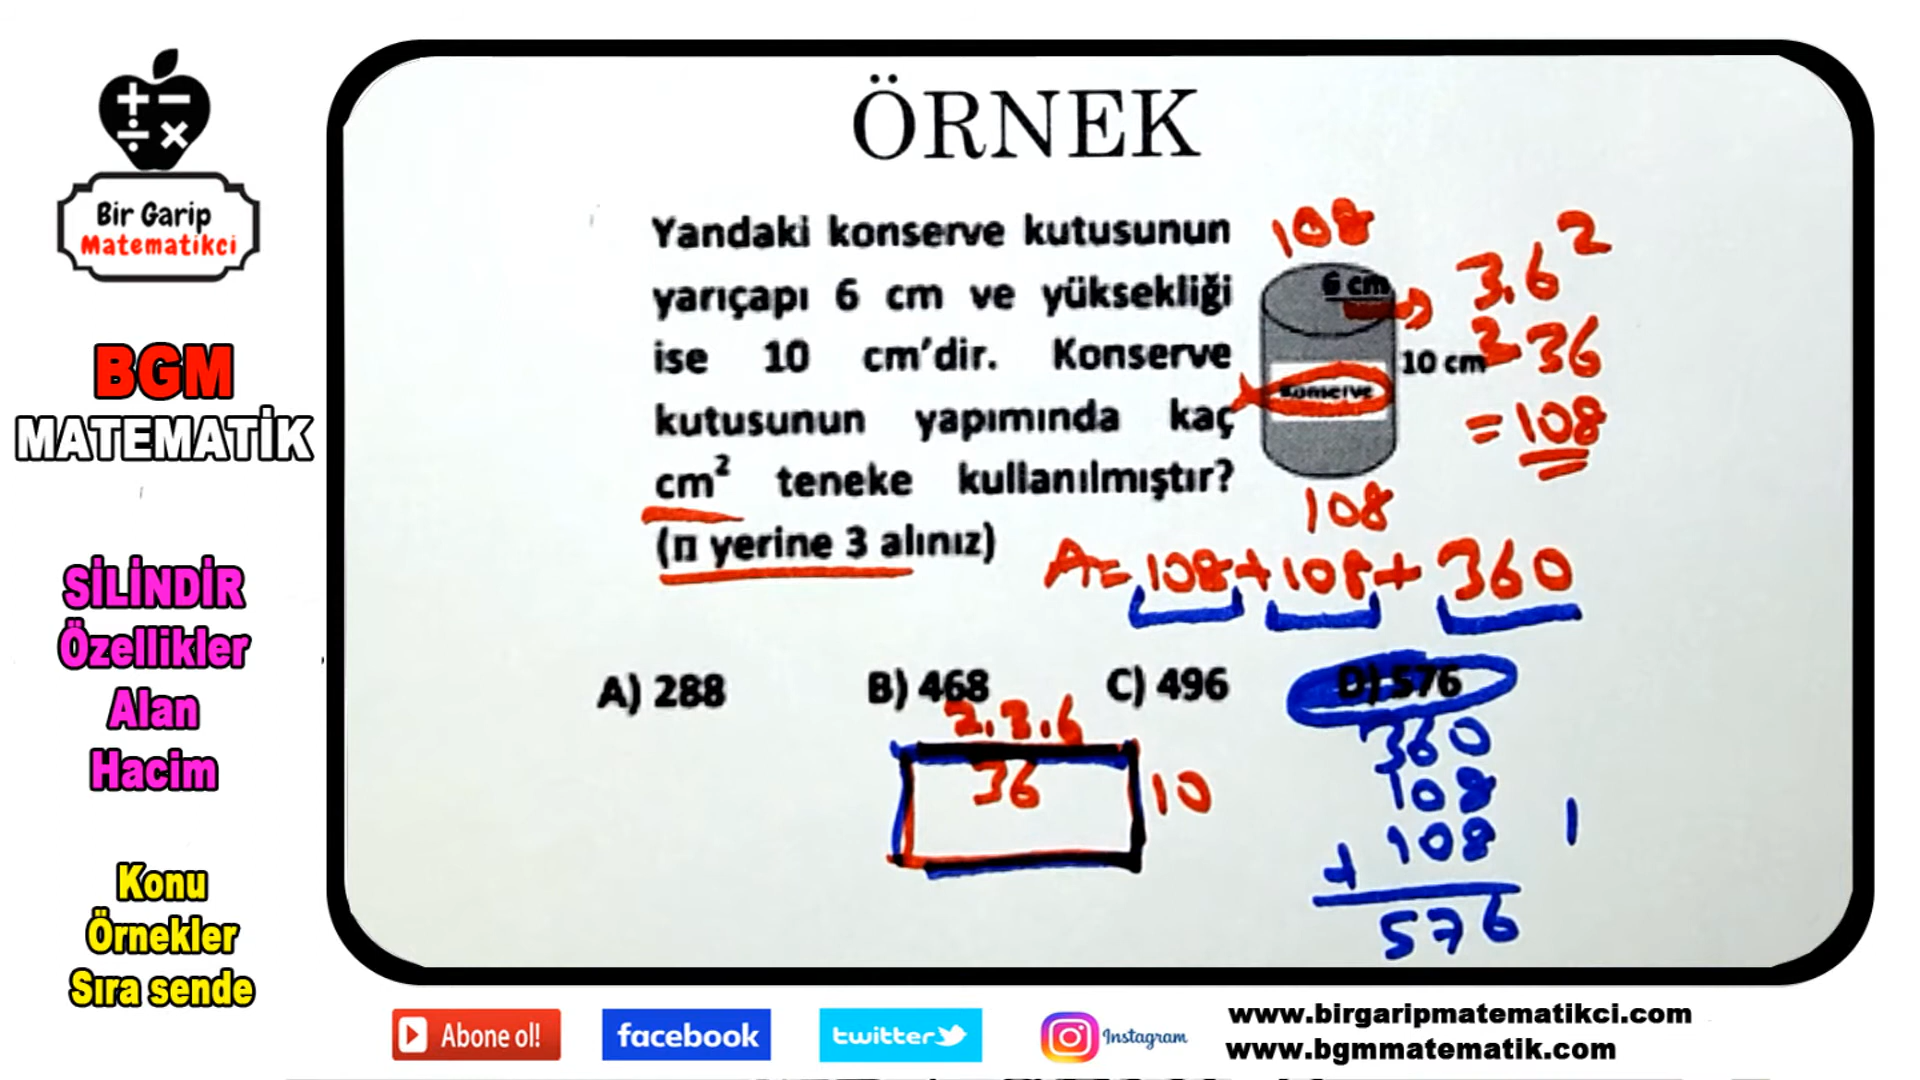 ÖRNEK
Bir Garip
Matematikci
BGM
MATEMATİK
SİLİNDİR
Özellikler
Alan
Hacim
Konu
Örnekler
Sıra sende
Yandaki konserve kutusunun
yarıçapı 6 cm ve yüksekliği
ise 10 cm'dir. Konserve
kutusunun yapımında kaç
cm² teneke kullanılmıştır?
(π yerine 3 alınız)
108
6 cm
10 cm
Konserve
108
3.6²
3.36
=108
A=108+108+360
A) 288 B) 468 C) 496 D) 576
2.3.6
36
10
360
108
+ 108
576
Abone ol!
facebook
twitter
Instagram
www.birgaripmatematikci.com
www.bgmmatematik.com